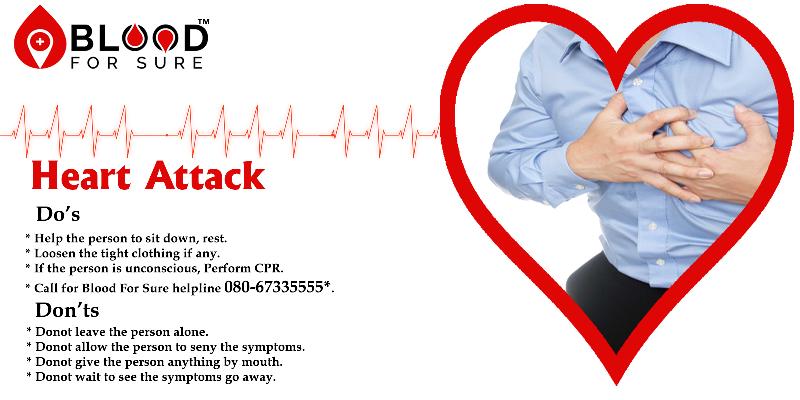 BLOOD™
FOR SURE
Heart Attack
Do's
* Help the person to sit down, rest.
* Loosen the tight clothing if any.
* If the person is unconscious, Perform CPR.
* Call for Blood For Sure helpline 080-67335555*.
Don'ts
* Donot leave the person alone.
* Donot allow the person to seny the symptoms.
* Donot give the person anything by mouth.
* Donot wait to see the symptoms go away.